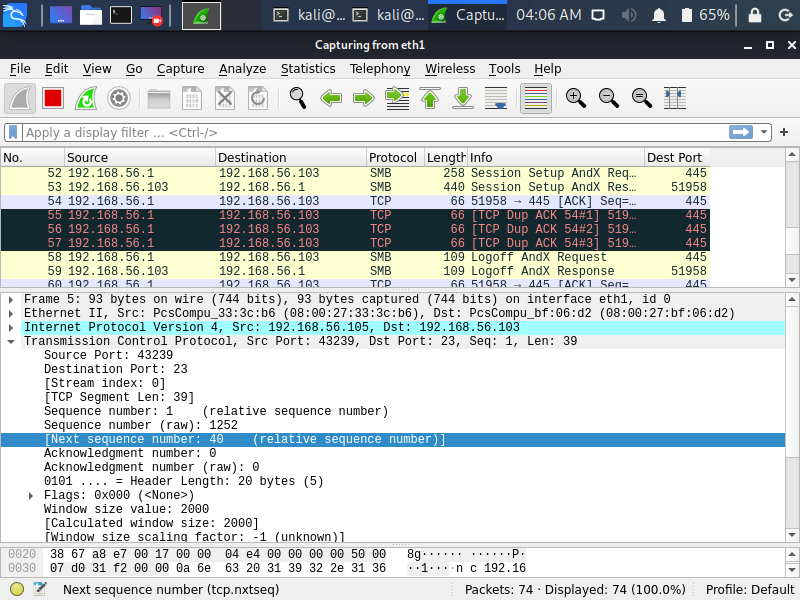 kali@... kali@... Captu... 04:06 AM 65%
Capturing from eth1
File Edit View Go Capture Analyze Statistics Telephony Wireless Tools Help
Apply a display filter ... <Ctrl-/>
No. Source Destination Protocol Length Info Dest Port
52 192.168.56.1 192.168.56.103 SMB 258 Session Setup AndX Req… 445
53 192.168.56.103 192.168.56.1 SMB 440 Session Setup AndX Res… 51958
54 192.168.56.1 192.168.56.103 TCP 66 51958 → 445 [ACK] Seq=… 445
55 192.168.56.1 192.168.56.103 TCP 66 [TCP Dup ACK 54#1] 519… 445
56 192.168.56.1 192.168.56.103 TCP 66 [TCP Dup ACK 54#2] 519… 445
57 192.168.56.1 192.168.56.103 TCP 66 [TCP Dup ACK 54#3] 519… 445
58 192.168.56.1 192.168.56.103 SMB 109 Logoff AndX Request 445
59 192.168.56.103 192.168.56.1 SMB 109 Logoff AndX Response 51958
60 192.168.56.1 192.168.56.103 TCP 66 51958 → 445 [ACK] Seq=… 445
Frame 5: 93 bytes on wire (744 bits), 93 bytes captured (744 bits) on interface eth1, id 0
Ethernet II, Src: PcsCompu_33:3c:b6 (08:00:27:33:3c:b6), Dst: PcsCompu_bf:06:d2 (08:00:27:bf:06:d2)
Internet Protocol Version 4, Src: 192.168.56.105, Dst: 192.168.56.103
Transmission Control Protocol, Src Port: 43239, Dst Port: 23, Seq: 1, Len: 39
Source Port: 43239
Destination Port: 23
[Stream index: 0]
[TCP Segment Len: 39]
Sequence number: 1 (relative sequence number)
Sequence number (raw): 1252
[Next sequence number: 40 (relative sequence number)]
Acknowledgment number: 0
Acknowledgment number (raw): 0
0101 .... = Header Length: 20 bytes (5)
Flags: 0x000 (<None>)
Window size value: 2000
[Calculated window size: 2000]
[Window size scaling factor: -1 (unknown)]
0020 38 67 a8 e7 00 17 00 00 04 e4 00 00 00 00 50 00 8g······ ······P·
0030 07 d0 31 f2 00 00 0a 6e 63 20 31 39 32 2e 31 36 ··1····n c 192.16
Next sequence number (tcp.nxtseq) Packets: 74 · Displayed: 74 (100.0%) Profile: Default